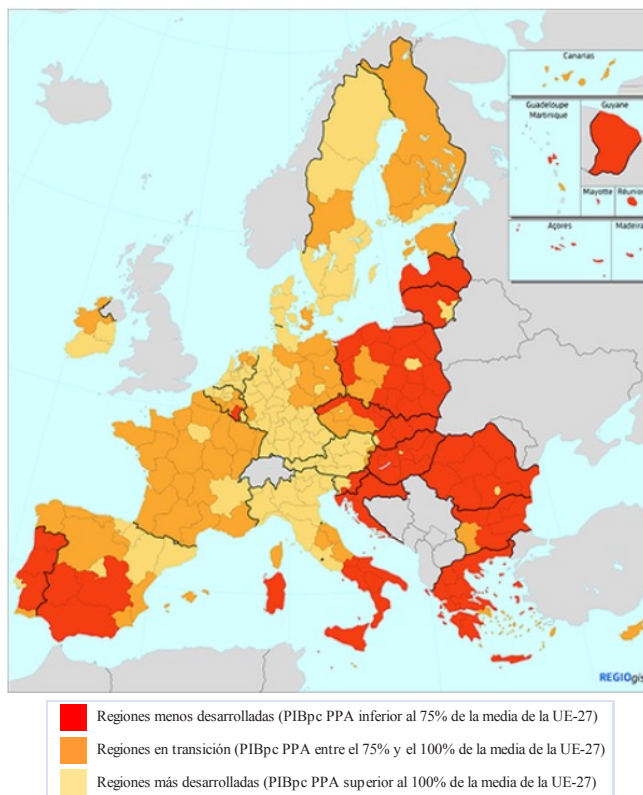 Canarias
Guadeloupe
Martinique
Guyane
Mayotte
Réunion
Açores
Madeira
REGIOgis
Regiones menos desarrolladas (PIBpc PPA inferior al 75% de la media de la UE-27)
Regiones en transición (PIBpc PPA entre el 75% y el 100% de la media de la UE-27)
Regiones más desarrolladas (PIBpc PPA superior al 100% de la media de la UE-27)